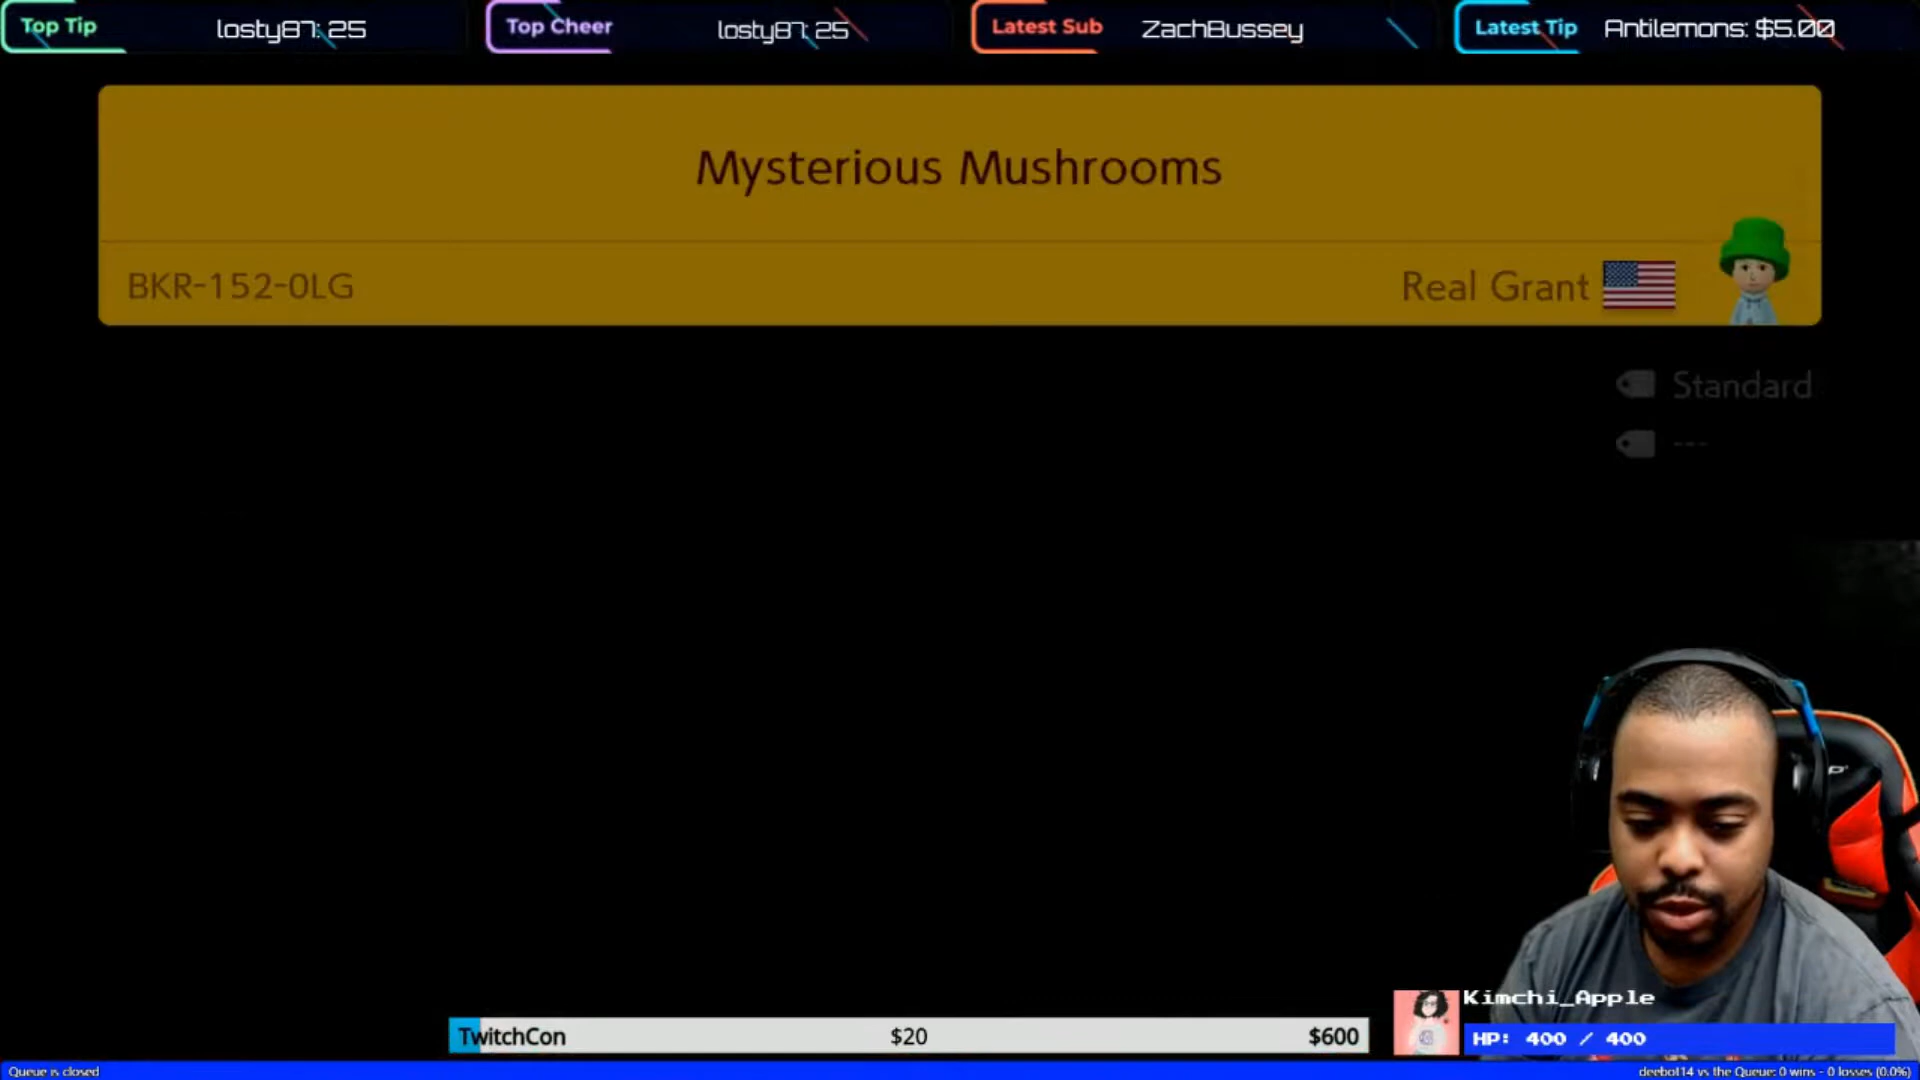 Top Tip losty87: 25 Top Cheer losty87: 25 Latest Sub ZachBussey Latest Tip Antilemons: $5.00
Mysterious Mushrooms
BKR-152-0LG Real Grant
Standard
---
Kimchi_Apple
TwitchCon $20 $600 HP: 400 / 400
Queue is closed deebot14 vs the Queue: 0 wins - 0 losses (0.0%)